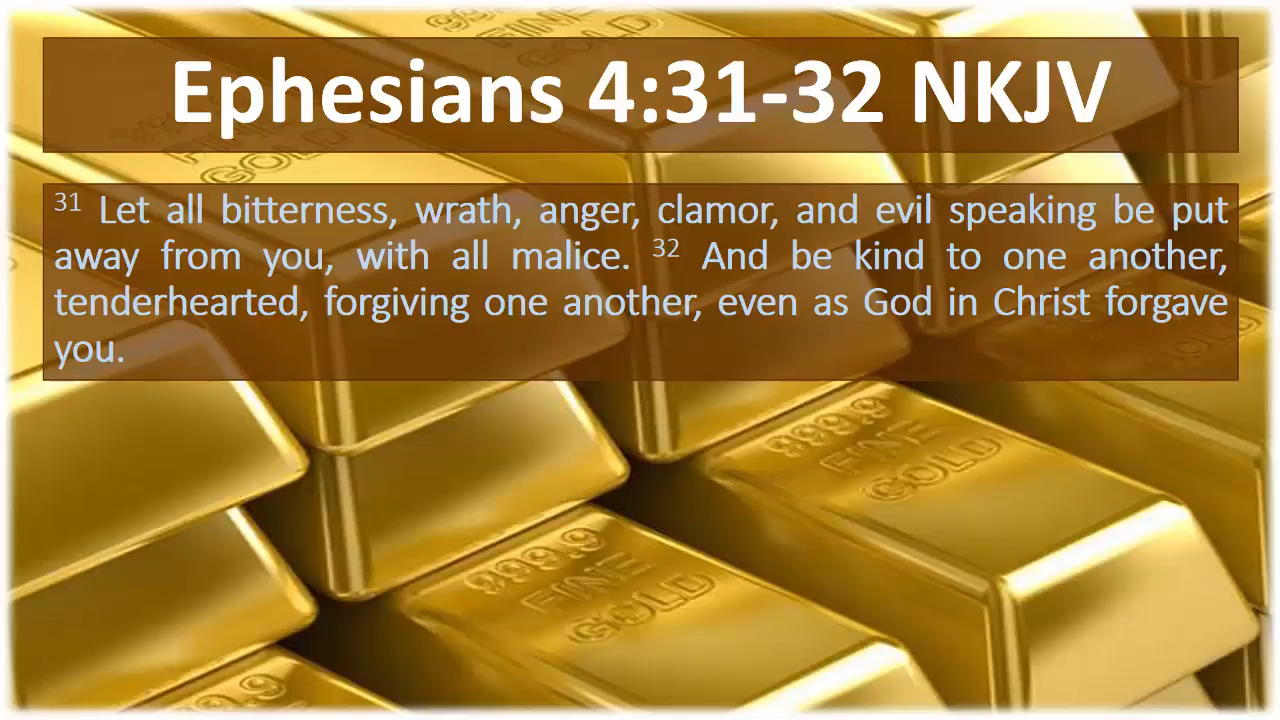 Ephesians 4:31-32 NKJV
31 Let all bitterness, wrath, anger, clamor, and evil speaking be put
away from you, with all malice. 32 And be kind to one another,
tenderhearted, forgiving one another, even as God in Christ forgave
you.
999.9
FINE
GOLD
999.9
FINE
GOLD